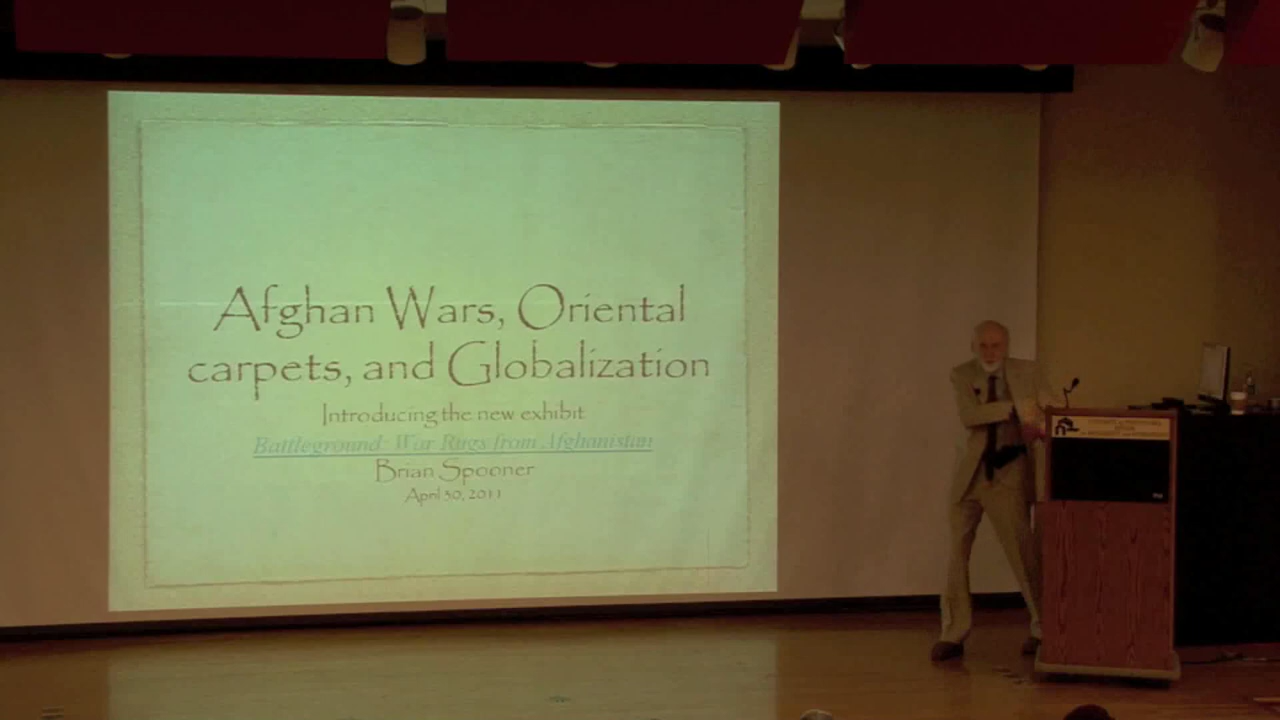 Afghan Wars, Oriental
carpets, and Globalization
Introducing the new exhibit
Battleground: War Rugs from Afghanistan
Brian Spooner
April 30, 2011